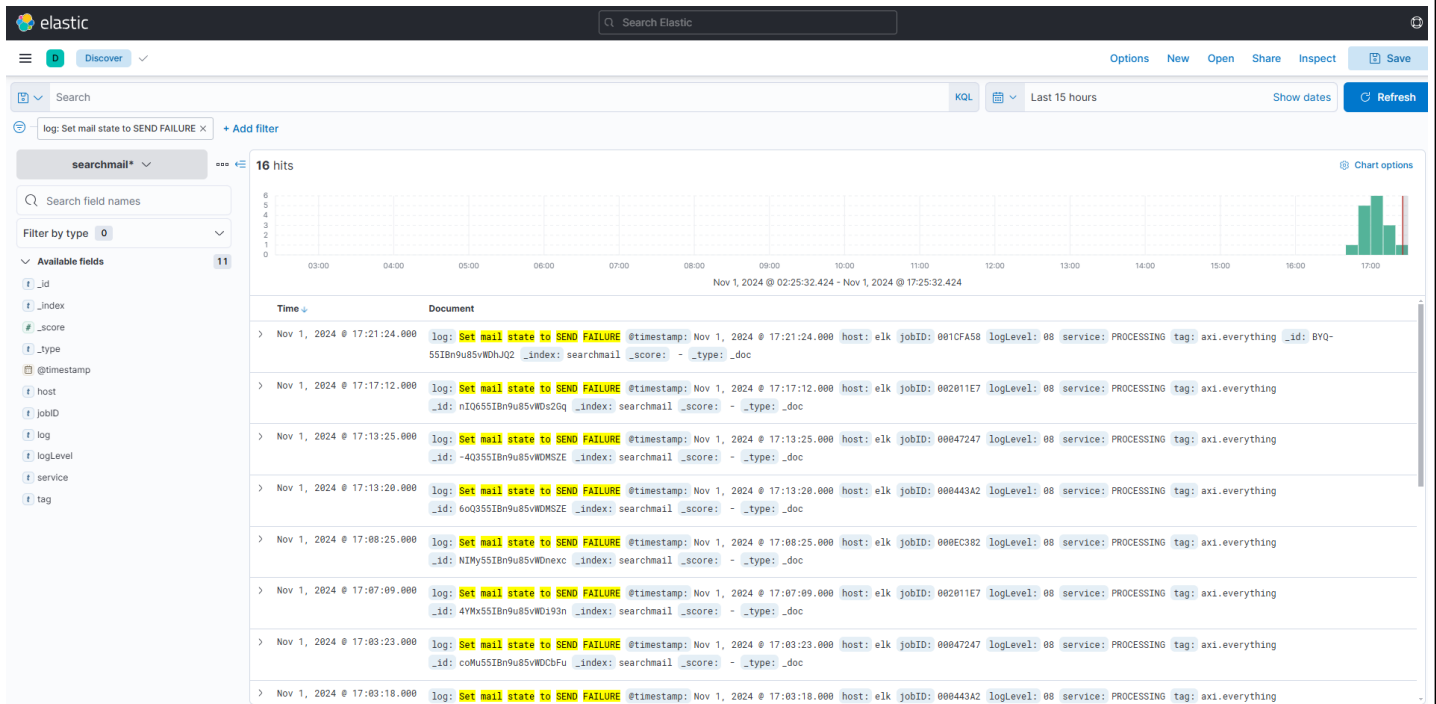 elastic
Search Elastic
D Discover Options New Open Share Inspect Save
Search KQL Last 15 hours Show dates Refresh
log: Set mail state to SEND FAILURE × + Add filter
searchmail*
16 hits Chart options
Search field names
Filter by type 0
Available fields 11
t _id
t _index
# _score
t _type
@timestamp
t host
t jobID
t log
t logLevel
t service
t tag
6
5
4
3
2
1
0
03:00 04:00 05:00 06:00 07:00 08:00 09:00 10:00 11:00 12:00 13:00 14:00 15:00 16:00 17:00
Nov 1, 2024 @ 02:25:32.424 - Nov 1, 2024 @ 17:25:32.424
Time Document
Nov 1, 2024 @ 17:21:24.000 log: Set mail state to SEND FAILURE @timestamp: Nov 1, 2024 @ 17:21:24.000 host: elk jobID: 001CFA58 logLevel: 08 service: PROCESSING tag: axi.everything _id: BYQ-
55IBn9u85vWDhJQ2 _index: searchmail _score: - _type: _doc
Nov 1, 2024 @ 17:17:12.000 log: Set mail state to SEND FAILURE @timestamp: Nov 1, 2024 @ 17:17:12.000 host: elk jobID: 002011E7 logLevel: 08 service: PROCESSING tag: axi.everything
_id: nIQ655IBn9u85vWDs2Gq _index: searchmail _score: - _type: _doc
Nov 1, 2024 @ 17:13:25.000 log: Set mail state to SEND FAILURE @timestamp: Nov 1, 2024 @ 17:13:25.000 host: elk jobID: 00047247 logLevel: 08 service: PROCESSING tag: axi.everything
_id: -4Q355IBn9u85vWDMSZE _index: searchmail _score: - _type: _doc
Nov 1, 2024 @ 17:13:20.000 log: Set mail state to SEND FAILURE @timestamp: Nov 1, 2024 @ 17:13:20.000 host: elk jobID: 000443A2 logLevel: 08 service: PROCESSING tag: axi.everything
_id: 6oQ355IBn9u85vWDMSZE _index: searchmail _score: - _type: _doc
Nov 1, 2024 @ 17:08:25.000 log: Set mail state to SEND FAILURE @timestamp: Nov 1, 2024 @ 17:08:25.000 host: elk jobID: 000EC382 logLevel: 08 service: PROCESSING tag: axi.everything
_id: NIMy55IBn9u85vWDnexc _index: searchmail _score: - _type: _doc
Nov 1, 2024 @ 17:07:09.000 log: Set mail state to SEND FAILURE @timestamp: Nov 1, 2024 @ 17:07:09.000 host: elk jobID: 002011E7 logLevel: 08 service: PROCESSING tag: axi.everything
_id: 4YMx55IBn9u85vWDi93n _index: searchmail _score: - _type: _doc
Nov 1, 2024 @ 17:03:23.000 log: Set mail state to SEND FAILURE @timestamp: Nov 1, 2024 @ 17:03:23.000 host: elk jobID: 00047247 logLevel: 08 service: PROCESSING tag: axi.everything
_id: coMu55IBn9u85vWDCbFu _index: searchmail _score: - _type: _doc
Nov 1, 2024 @ 17:03:18.000 log: Set mail state to SEND FAILURE @timestamp: Nov 1, 2024 @ 17:03:18.000 host: elk jobID: 000443A2 logLevel: 08 service: PROCESSING tag: axi.everything